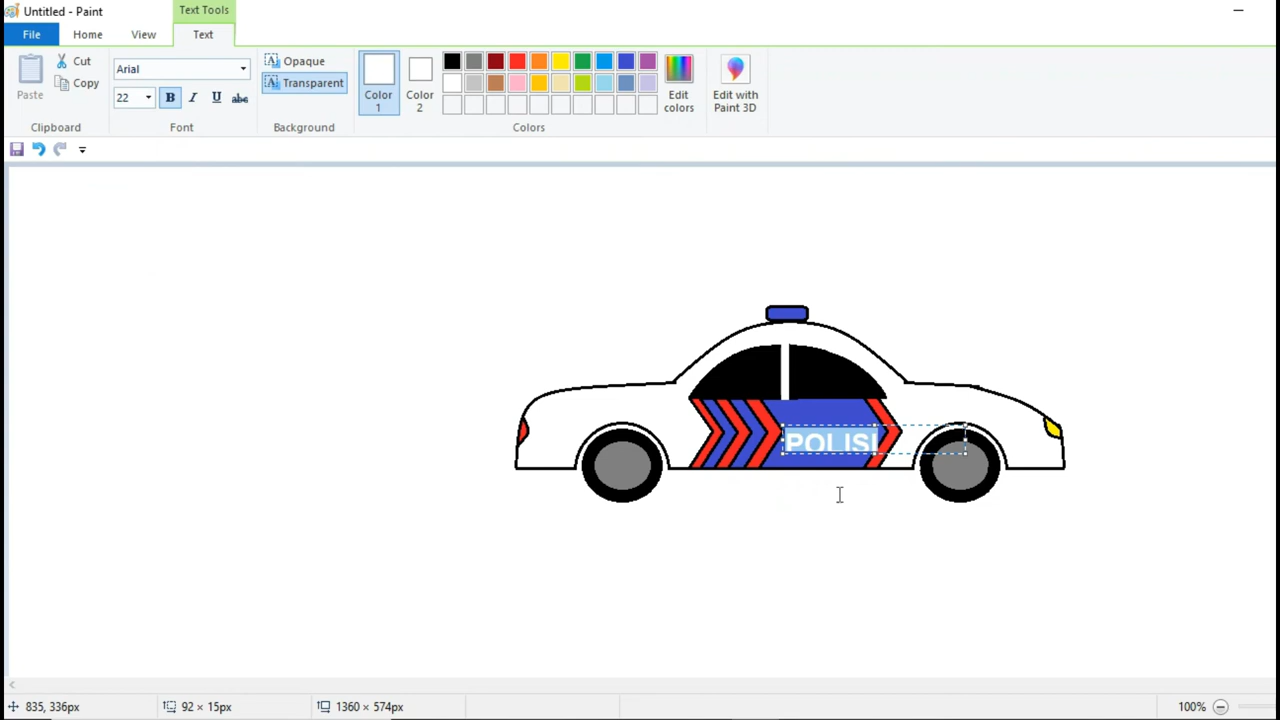 Untitled - Paint
Text Tools
File
Home
View
Text
Paste
Cut
Copy
Clipboard
Arial
22
B
I
U
abc
Font
Opaque
Transparent
Background
Color 1
Color 2
Edit colors
Colors
Edit with Paint 3D
POLISI
835, 336px
92 × 15px
1360 × 574px
100%